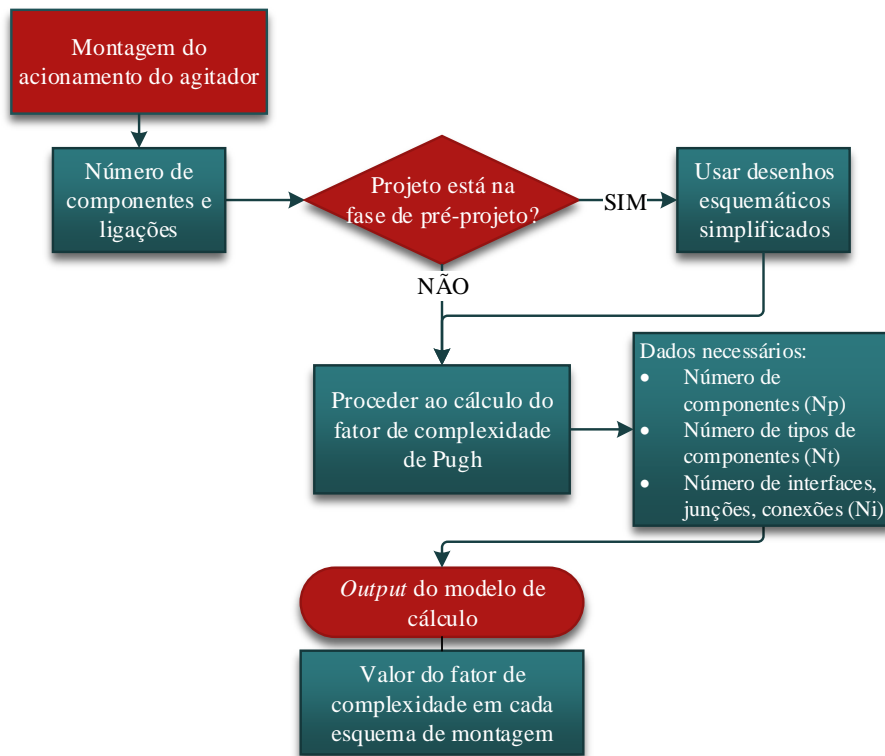 Montagem do
acionamento do agitador
Número de
componentes e
ligações
Projeto está na
fase de pré-projeto?
SIM
Usar desenhos
esquemáticos
simplificados
NÃO
Proceder ao cálculo do
fator de complexidade
de Pugh
Dados necessários:
• Número de
componentes (Np)
• Número de tipos de
componentes (Nt)
• Número de interfaces,
junções, conexões (Ni)
Output do modelo de
cálculo
Valor do fator de
complexidade em cada
esquema de montagem